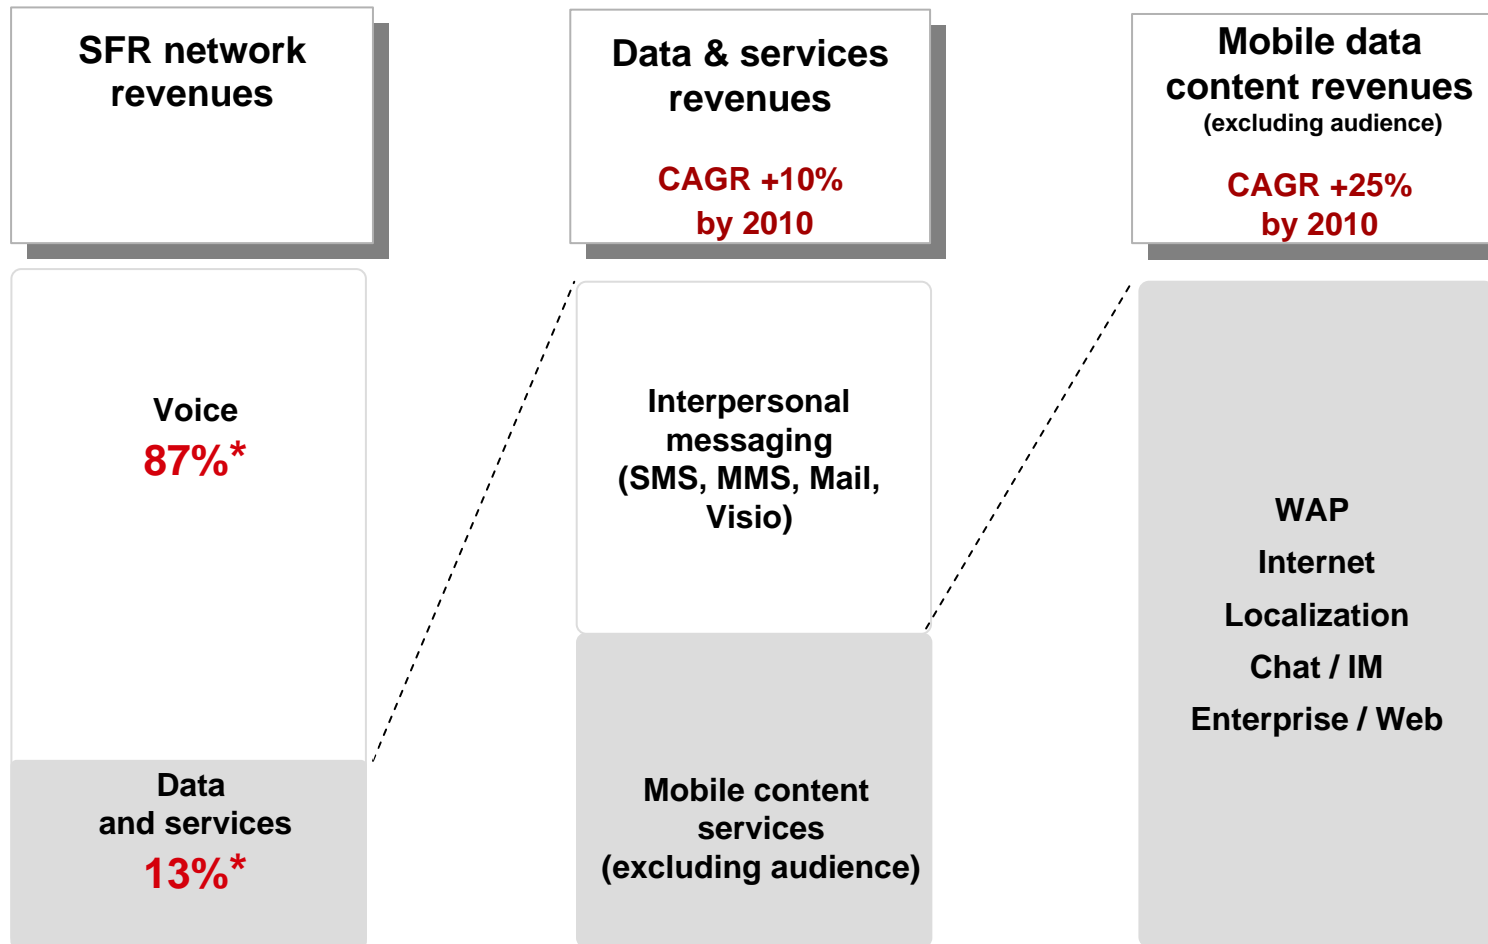 SFR network
revenues
Data & services
revenues
CAGR +10%
by 2010
Mobile data
content revenues
(excluding audience)
CAGR +25%
by 2010
Voice
87%*
Data
and services
13%*
Interpersonal
messaging
(SMS, MMS, Mail,
Visio)
Mobile content
services
(excluding audience)
WAP
Internet
Localization
Chat / IM
Enterprise / Web